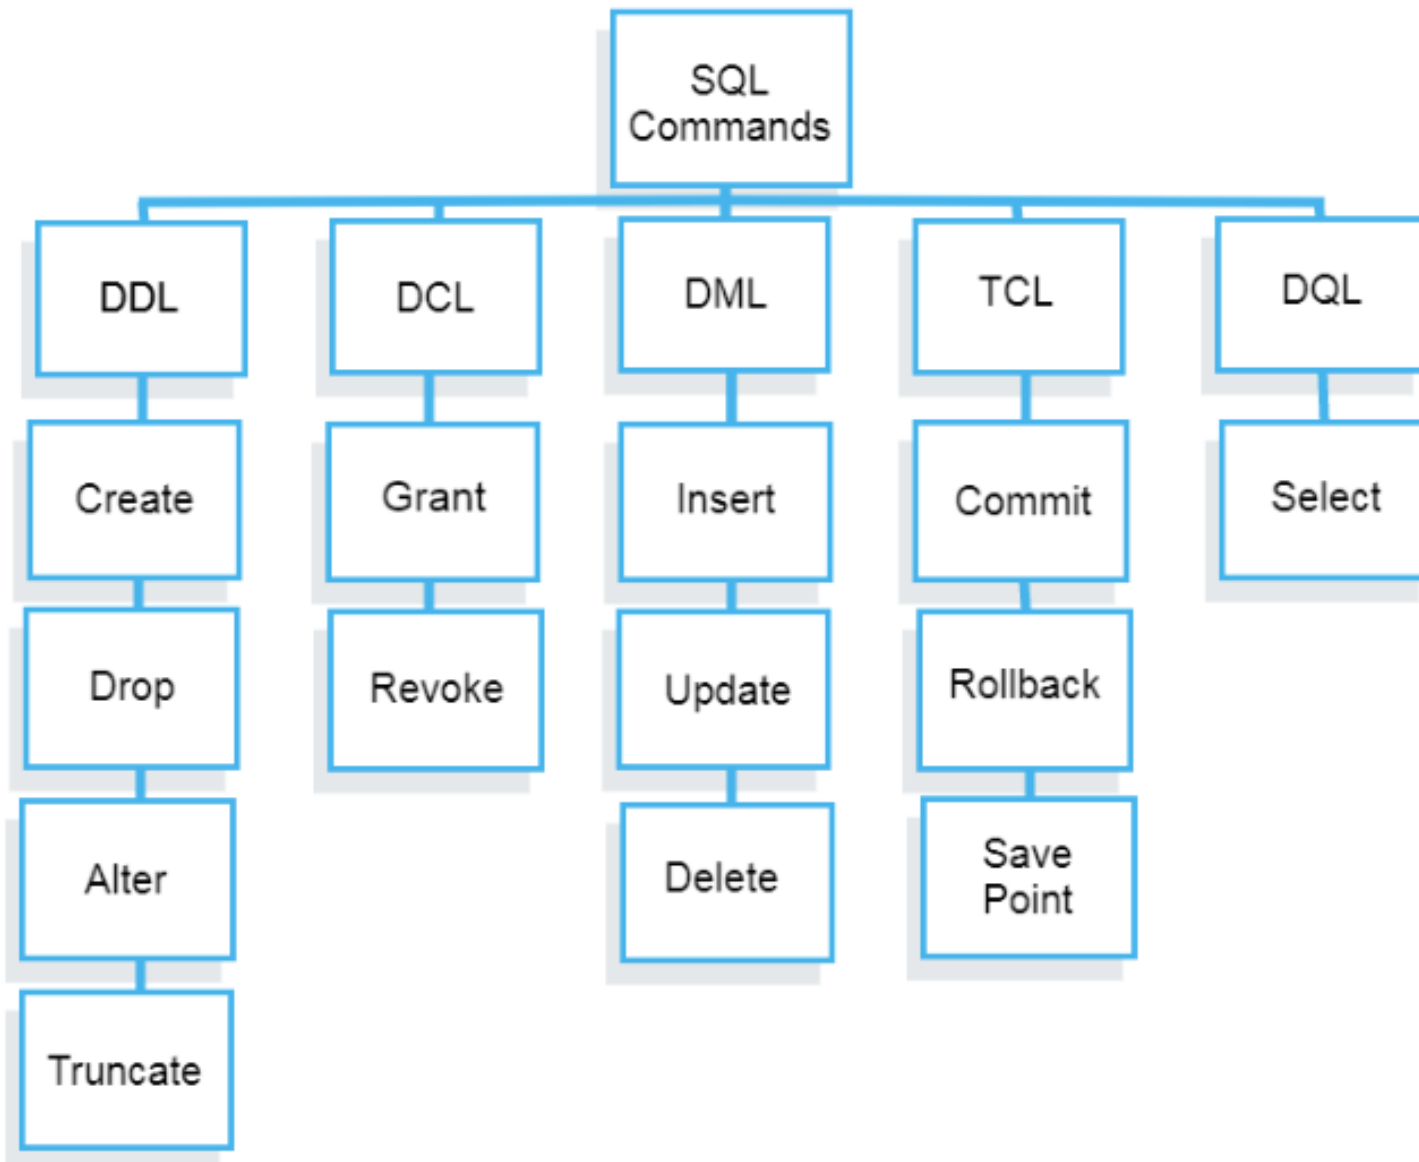 SQL
Commands
DDL
DCL
DML
TCL
DQL
Create
Grant
Insert
Commit
Select
Drop
Revoke
Update
Rollback
Alter
Delete
Save
Point
Truncate